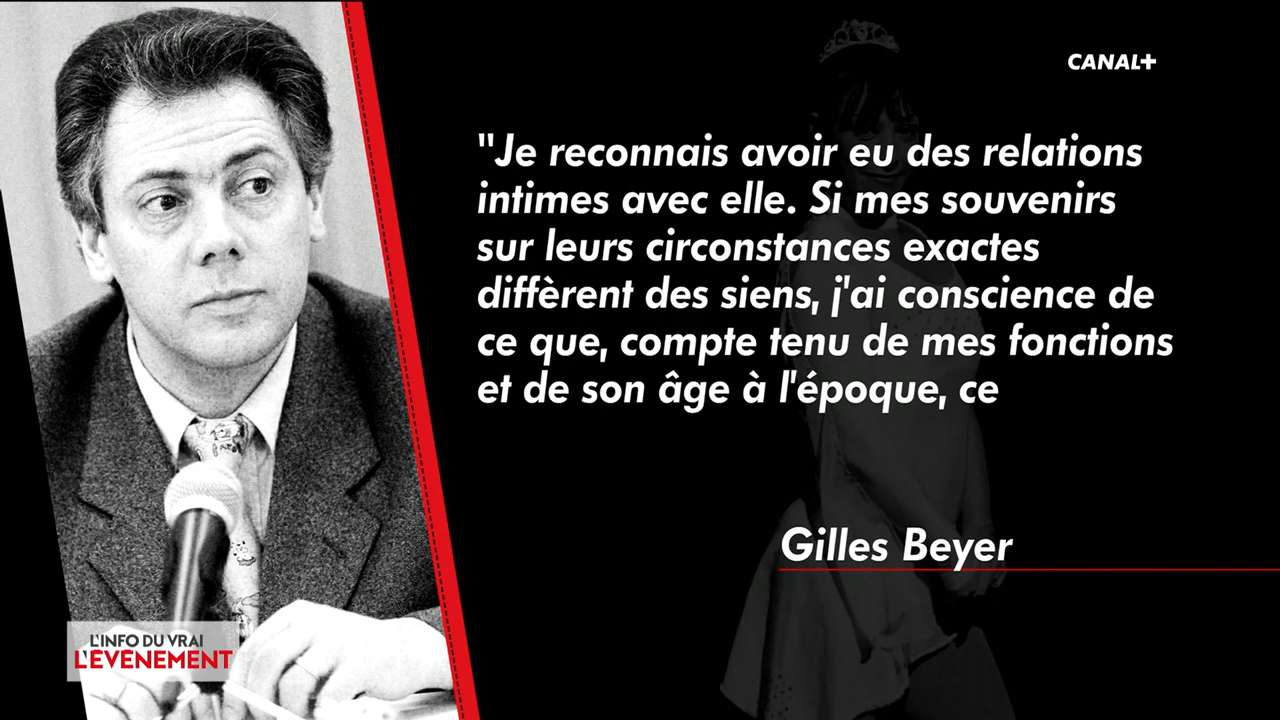 CANAL+
"Je reconnais avoir eu des relations
intimes avec elle. Si mes souvenirs
sur leurs circonstances exactes
diffèrent des siens, j'ai conscience de
ce que, compte tenu de mes fonctions
et de son âge à l'époque, ce
Gilles Beyer
L'INFO DU VRAI
L'ÉVÉNEMENT